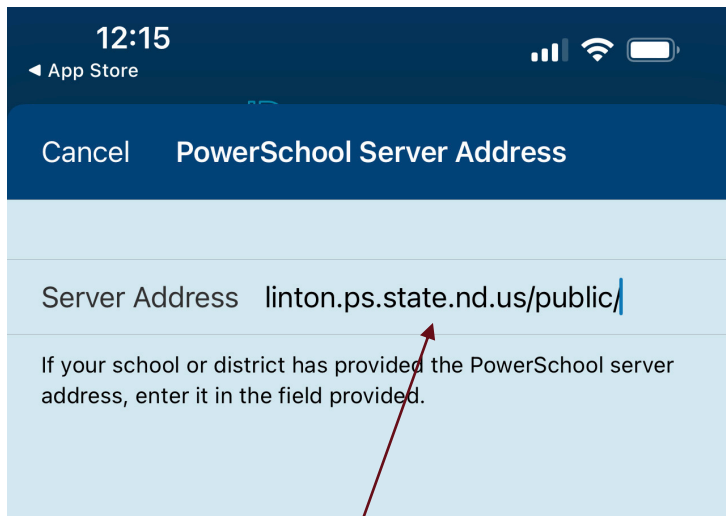 12:15
◀ App Store
Cancel PowerSchool Server Address
Server Address linton.ps.state.nd.us/public/
If your school or district has provided the PowerSchool server
address, enter it in the field provided.